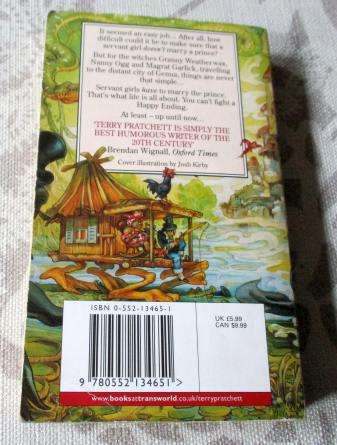 It seemed an easy job... After all, how
difficult could it be to make sure that a
servant girl doesn't marry a prince?
But for the witches Granny Weatherwax,
Nanny Ogg and Magrat Garlick, travelling
to the distant city of Genua, things are never
that simple...
Servant girls have to marry the prince.
That's what life is all about. You can't fight a
Happy Ending.
At least – up until now...
'TERRY PRATCHETT IS SIMPLY THE
BEST HUMOROUS WRITER OF THE
20TH CENTURY'
Brendan Wignall, Oxford Times
Cover illustration by Josh Kirby
ISBN 0-552-13465-1
UK £5.99
CAN $9.99
9 780552 134651 >
www.booksattransworld.co.uk/terrypratchett